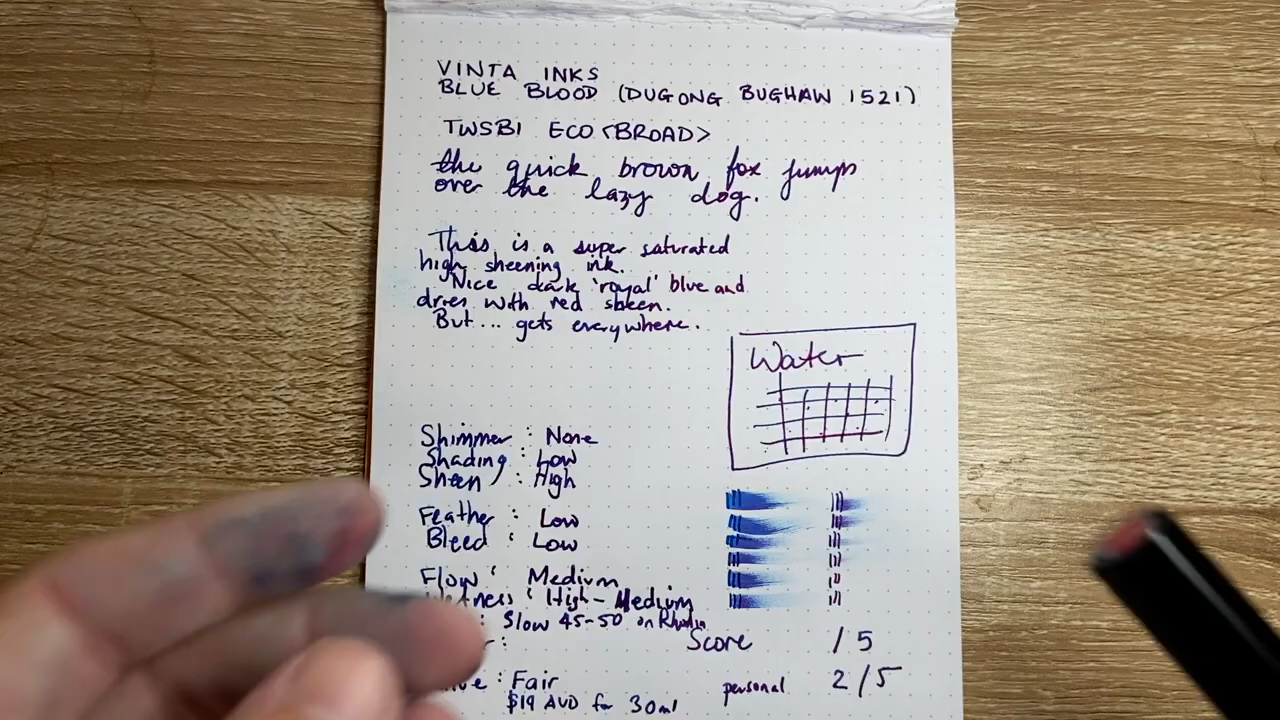 VINTA INKS
BLUE BLOOD (DUGONG BUGHAW 1521)
TWSBI ECO <BROAD>
the quick brown fox jumps
over the lazy dog.
This is a super saturated
high sheening ink.
Nice dark 'royal' blue and
dries with red sheen.
But... gets everywhere.
Water
Shimmer : None
Shading : Low
Sheen : High
Feather : Low
Bleed : Low
Flow : Medium
: High-Medium
: Slow 45-50 on Rhodia
:
Score /5
: Fair
personal 2/5
$19 AUD for 30ml